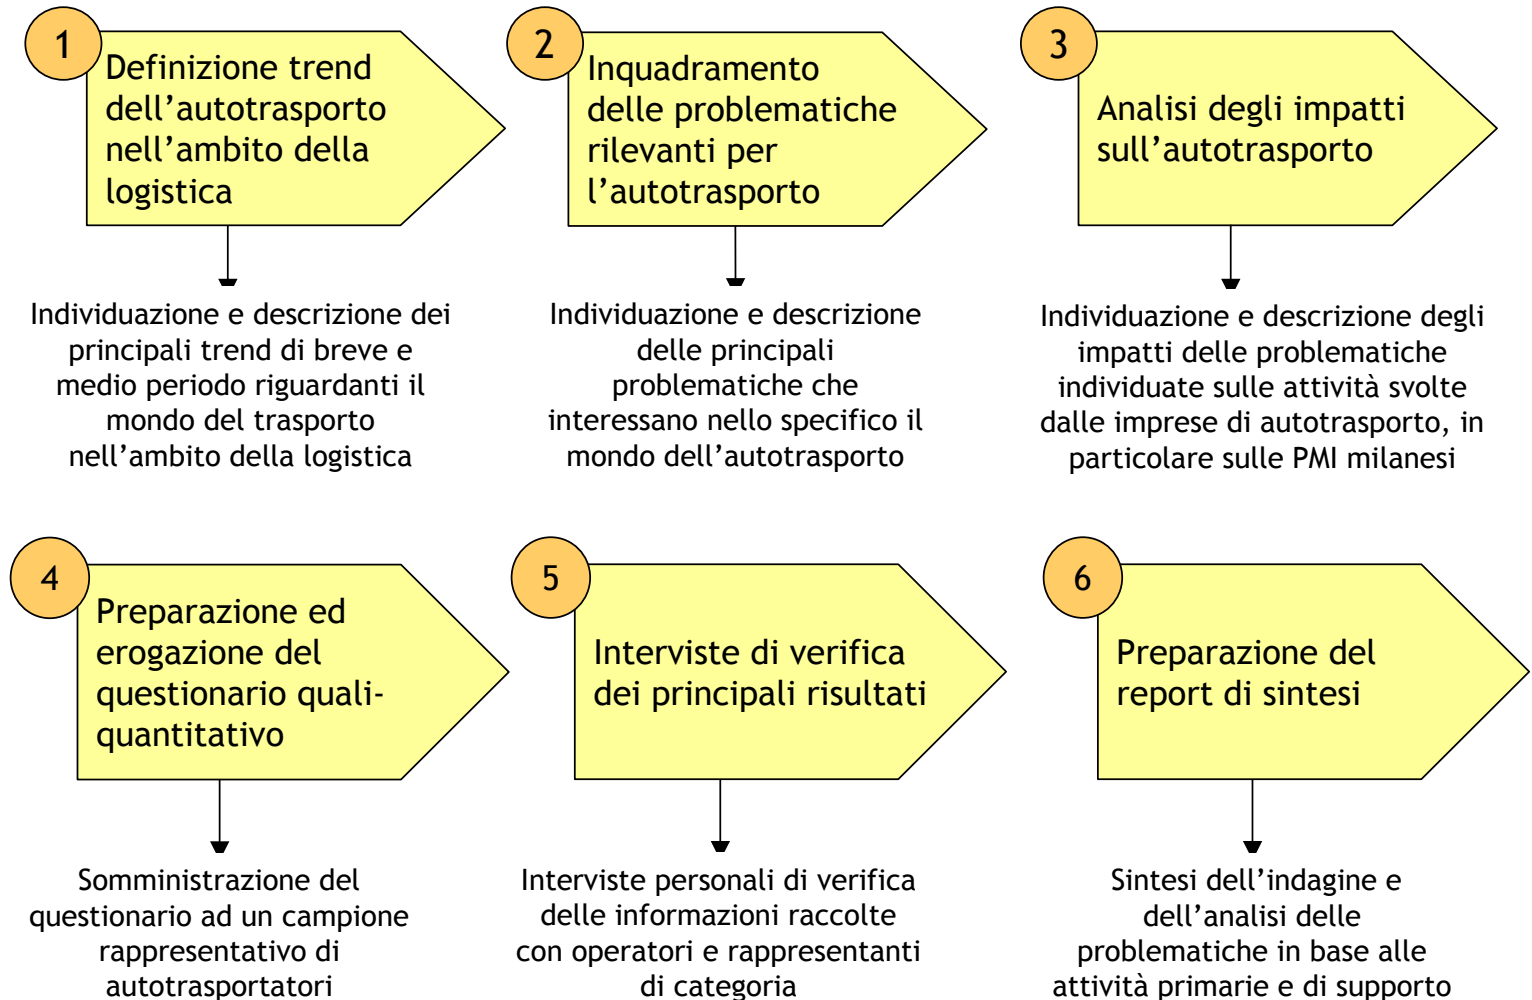 1
Definizione trend
dell’autotrasporto
nell’ambito della
logistica
Individuazione e descrizione dei
principali trend di breve e
medio periodo riguardanti il
mondo del trasporto
nell’ambito della logistica
2
Inquadramento
delle problematiche
rilevanti per
l’autotrasporto
Individuazione e descrizione
delle principali
problematiche che
interessano nello specifico il
mondo dell’autotrasporto
3
Analisi degli impatti
sull’autotrasporto
Individuazione e descrizione degli
impatti delle problematiche
individuate sulle attività svolte
dalle imprese di autotrasporto, in
particolare sulle PMI milanesi
4
Preparazione ed
erogazione del
questionario quali-
quantitativo
Somministrazione del
questionario ad un campione
rappresentativo di
autotrasportatori
5
Interviste di verifica
dei principali risultati
Interviste personali di verifica
delle informazioni raccolte
con operatori e rappresentanti
di categoria
6
Preparazione del
report di sintesi
Sintesi dell’indagine e
dell’analisi delle
problematiche in base alle
attività primarie e di supporto